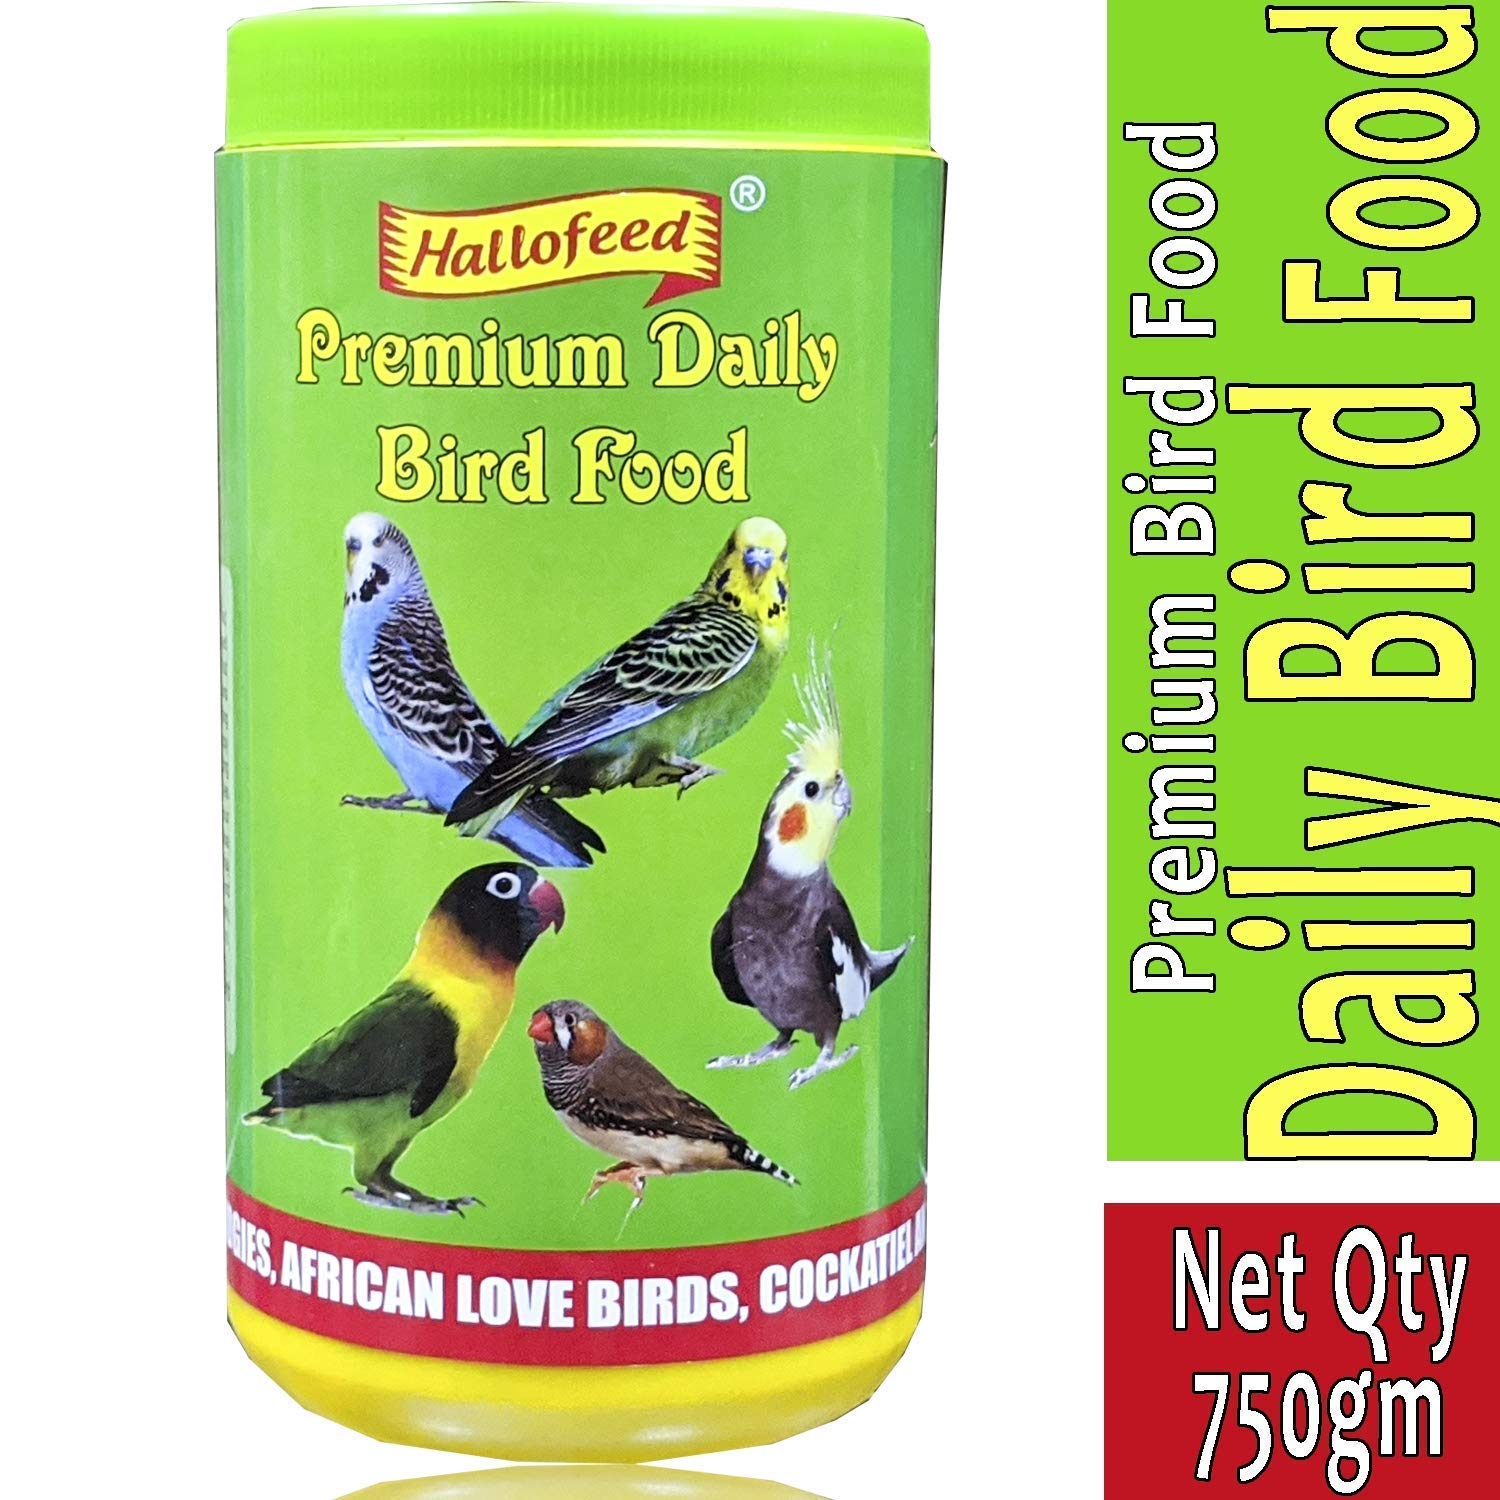 Hallofeed ®
Premium Daily
Bird Food
AFRICAN LOVE BIRDS, COCKATIEL
Premium Bird Food
Daily Bird Food
Net Qty
750gm